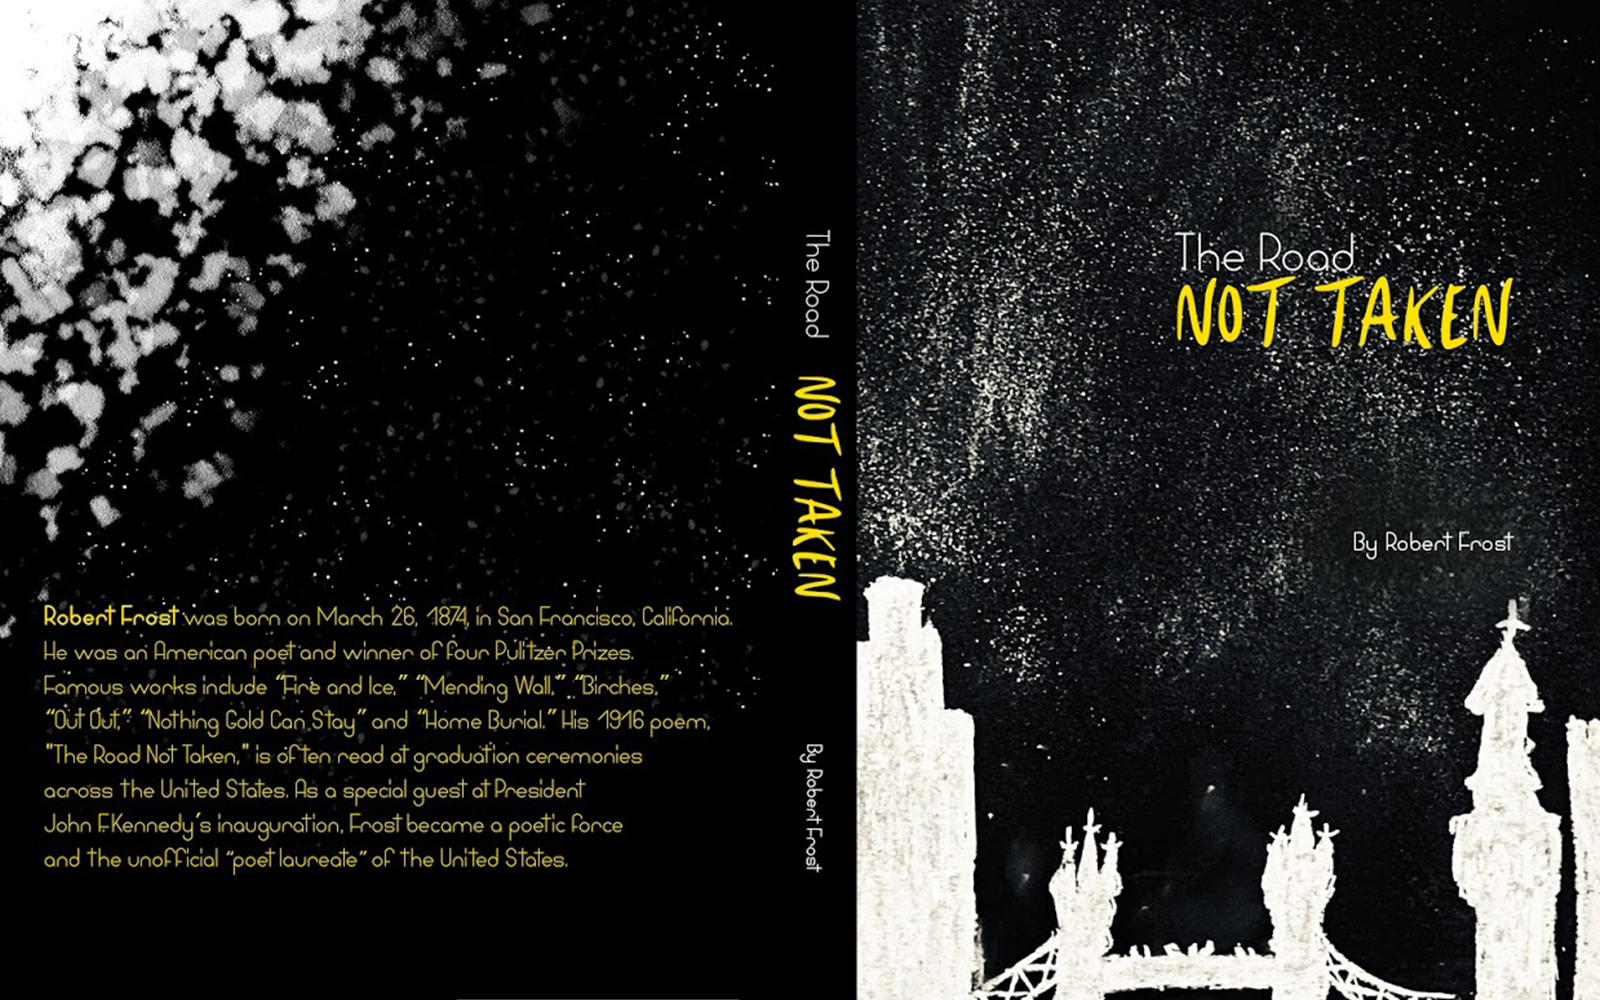 Robert Frost was born on March 26, 1874, in San Francisco, California.
He was an American poet and winner of four Pulitzer Prizes.
Famous works include “Fire and Ice,” “Mending Wall,” “Birches,”
“Out Out,” “Nothing Gold Can Stay” and “Home Burial.” His 1916 poem,
"The Road Not Taken," is often read at graduation ceremonies
across the United States. As a special guest at President
John F.Kennedy's inauguration, Frost became a poetic force
and the unofficial “poet laureate” of the United States.
The Road NOT TAKEN By Robert Frost
The Road
NOT TAKEN
By Robert Frost